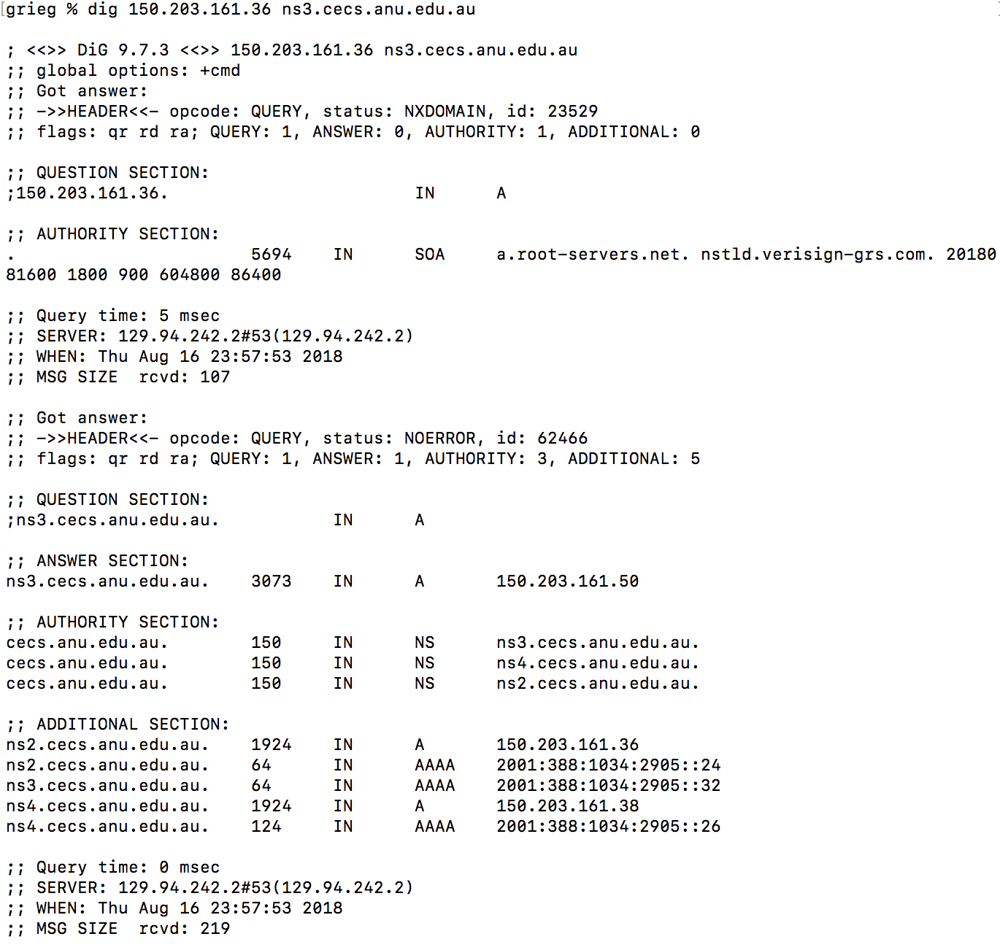 [grieg % dig 150.203.161.36 ns3.cecs.anu.edu.au
; <<>> DiG 9.7.3 <<>> 150.203.161.36 ns3.cecs.anu.edu.au
;; global options: +cmd
;; Got answer:
;; ->>HEADER<<- opcode: QUERY, status: NXDOMAIN, id: 23529
;; flags: qr rd ra; QUERY: 1, ANSWER: 0, AUTHORITY: 1, ADDITIONAL: 0
;; QUESTION SECTION:
;150.203.161.36. IN A
;; AUTHORITY SECTION:
. 5694 IN SOA a.root-servers.net. nstld.verisign-grs.com. 20180
81600 1800 900 604800 86400
;; Query time: 5 msec
;; SERVER: 129.94.242.2#53(129.94.242.2)
;; WHEN: Thu Aug 16 23:57:53 2018
;; MSG SIZE  rcvd: 107
;; Got answer:
;; ->>HEADER<<- opcode: QUERY, status: NOERROR, id: 62466
;; flags: qr rd ra; QUERY: 1, ANSWER: 1, AUTHORITY: 3, ADDITIONAL: 5
;; QUESTION SECTION:
;ns3.cecs.anu.edu.au. IN A
;; ANSWER SECTION:
ns3.cecs.anu.edu.au. 3073 IN A 150.203.161.50
;; AUTHORITY SECTION:
cecs.anu.edu.au. 150 IN NS ns3.cecs.anu.edu.au.
cecs.anu.edu.au. 150 IN NS ns4.cecs.anu.edu.au.
cecs.anu.edu.au. 150 IN NS ns2.cecs.anu.edu.au.
;; ADDITIONAL SECTION:
ns2.cecs.anu.edu.au. 1924 IN A 150.203.161.36
ns2.cecs.anu.edu.au. 64 IN AAAA 2001:388:1034:2905::24
ns3.cecs.anu.edu.au. 64 IN AAAA 2001:388:1034:2905::32
ns4.cecs.anu.edu.au. 1924 IN A 150.203.161.38
ns4.cecs.anu.edu.au. 124 IN AAAA 2001:388:1034:2905::26
;; Query time: 0 msec
;; SERVER: 129.94.242.2#53(129.94.242.2)
;; WHEN: Thu Aug 16 23:57:53 2018
;; MSG SIZE  rcvd: 219